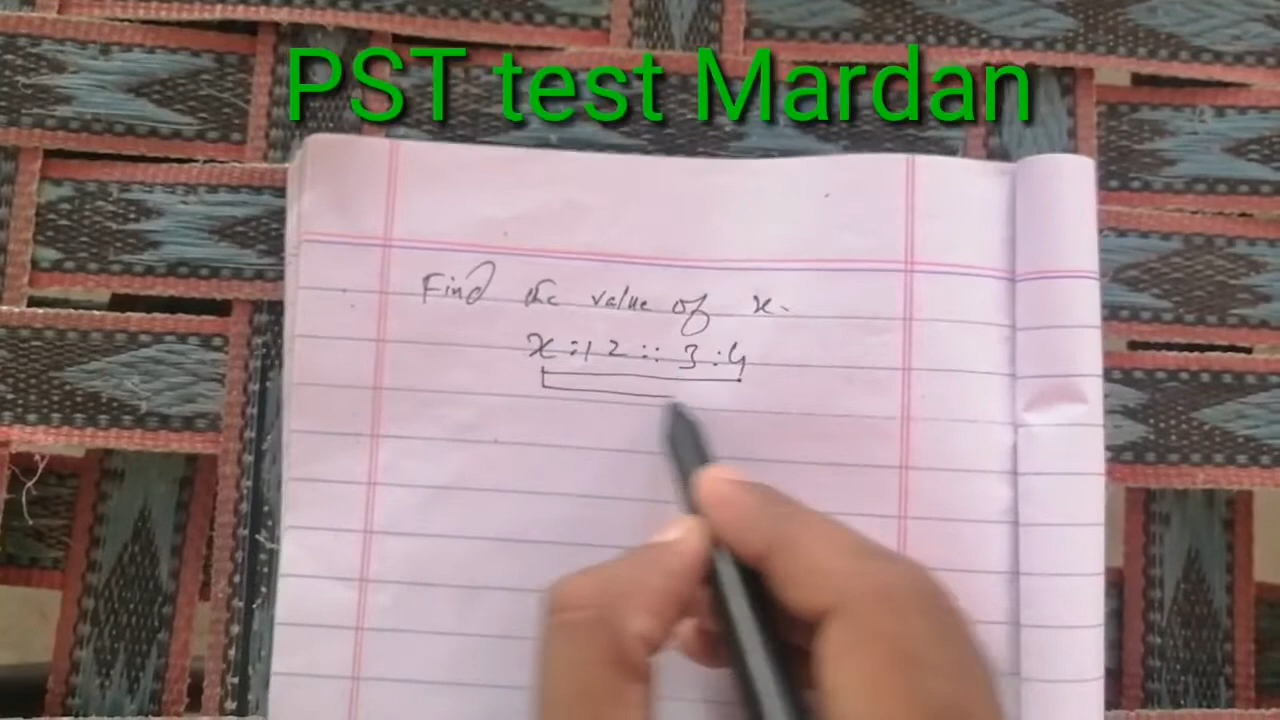 PST test Mardan
Find the value of x.
x :12 :: 3 :4